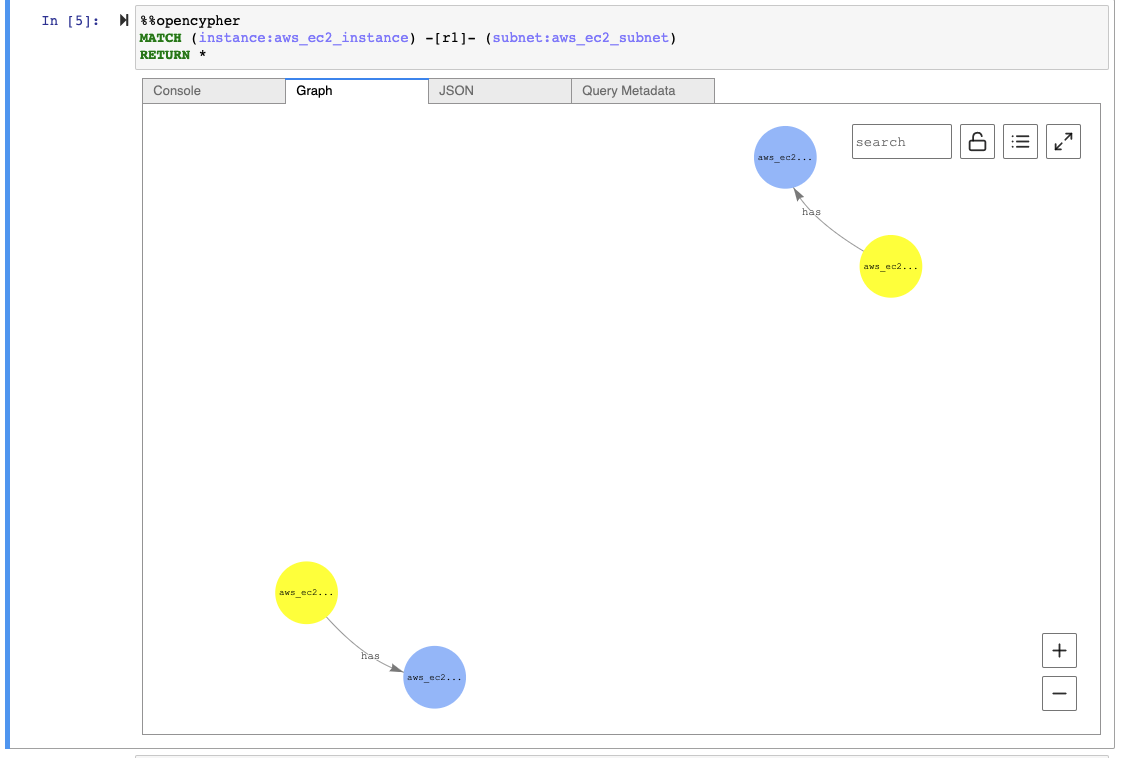 In [5]:
%%opencypher
MATCH (instance:aws_ec2_instance) -[r1]- (subnet:aws_ec2_subnet)
RETURN *
Console Graph JSON Query Metadata
search
aws_ec2...
has
aws_ec2...
aws_ec2...
has
aws_ec2...
+
−